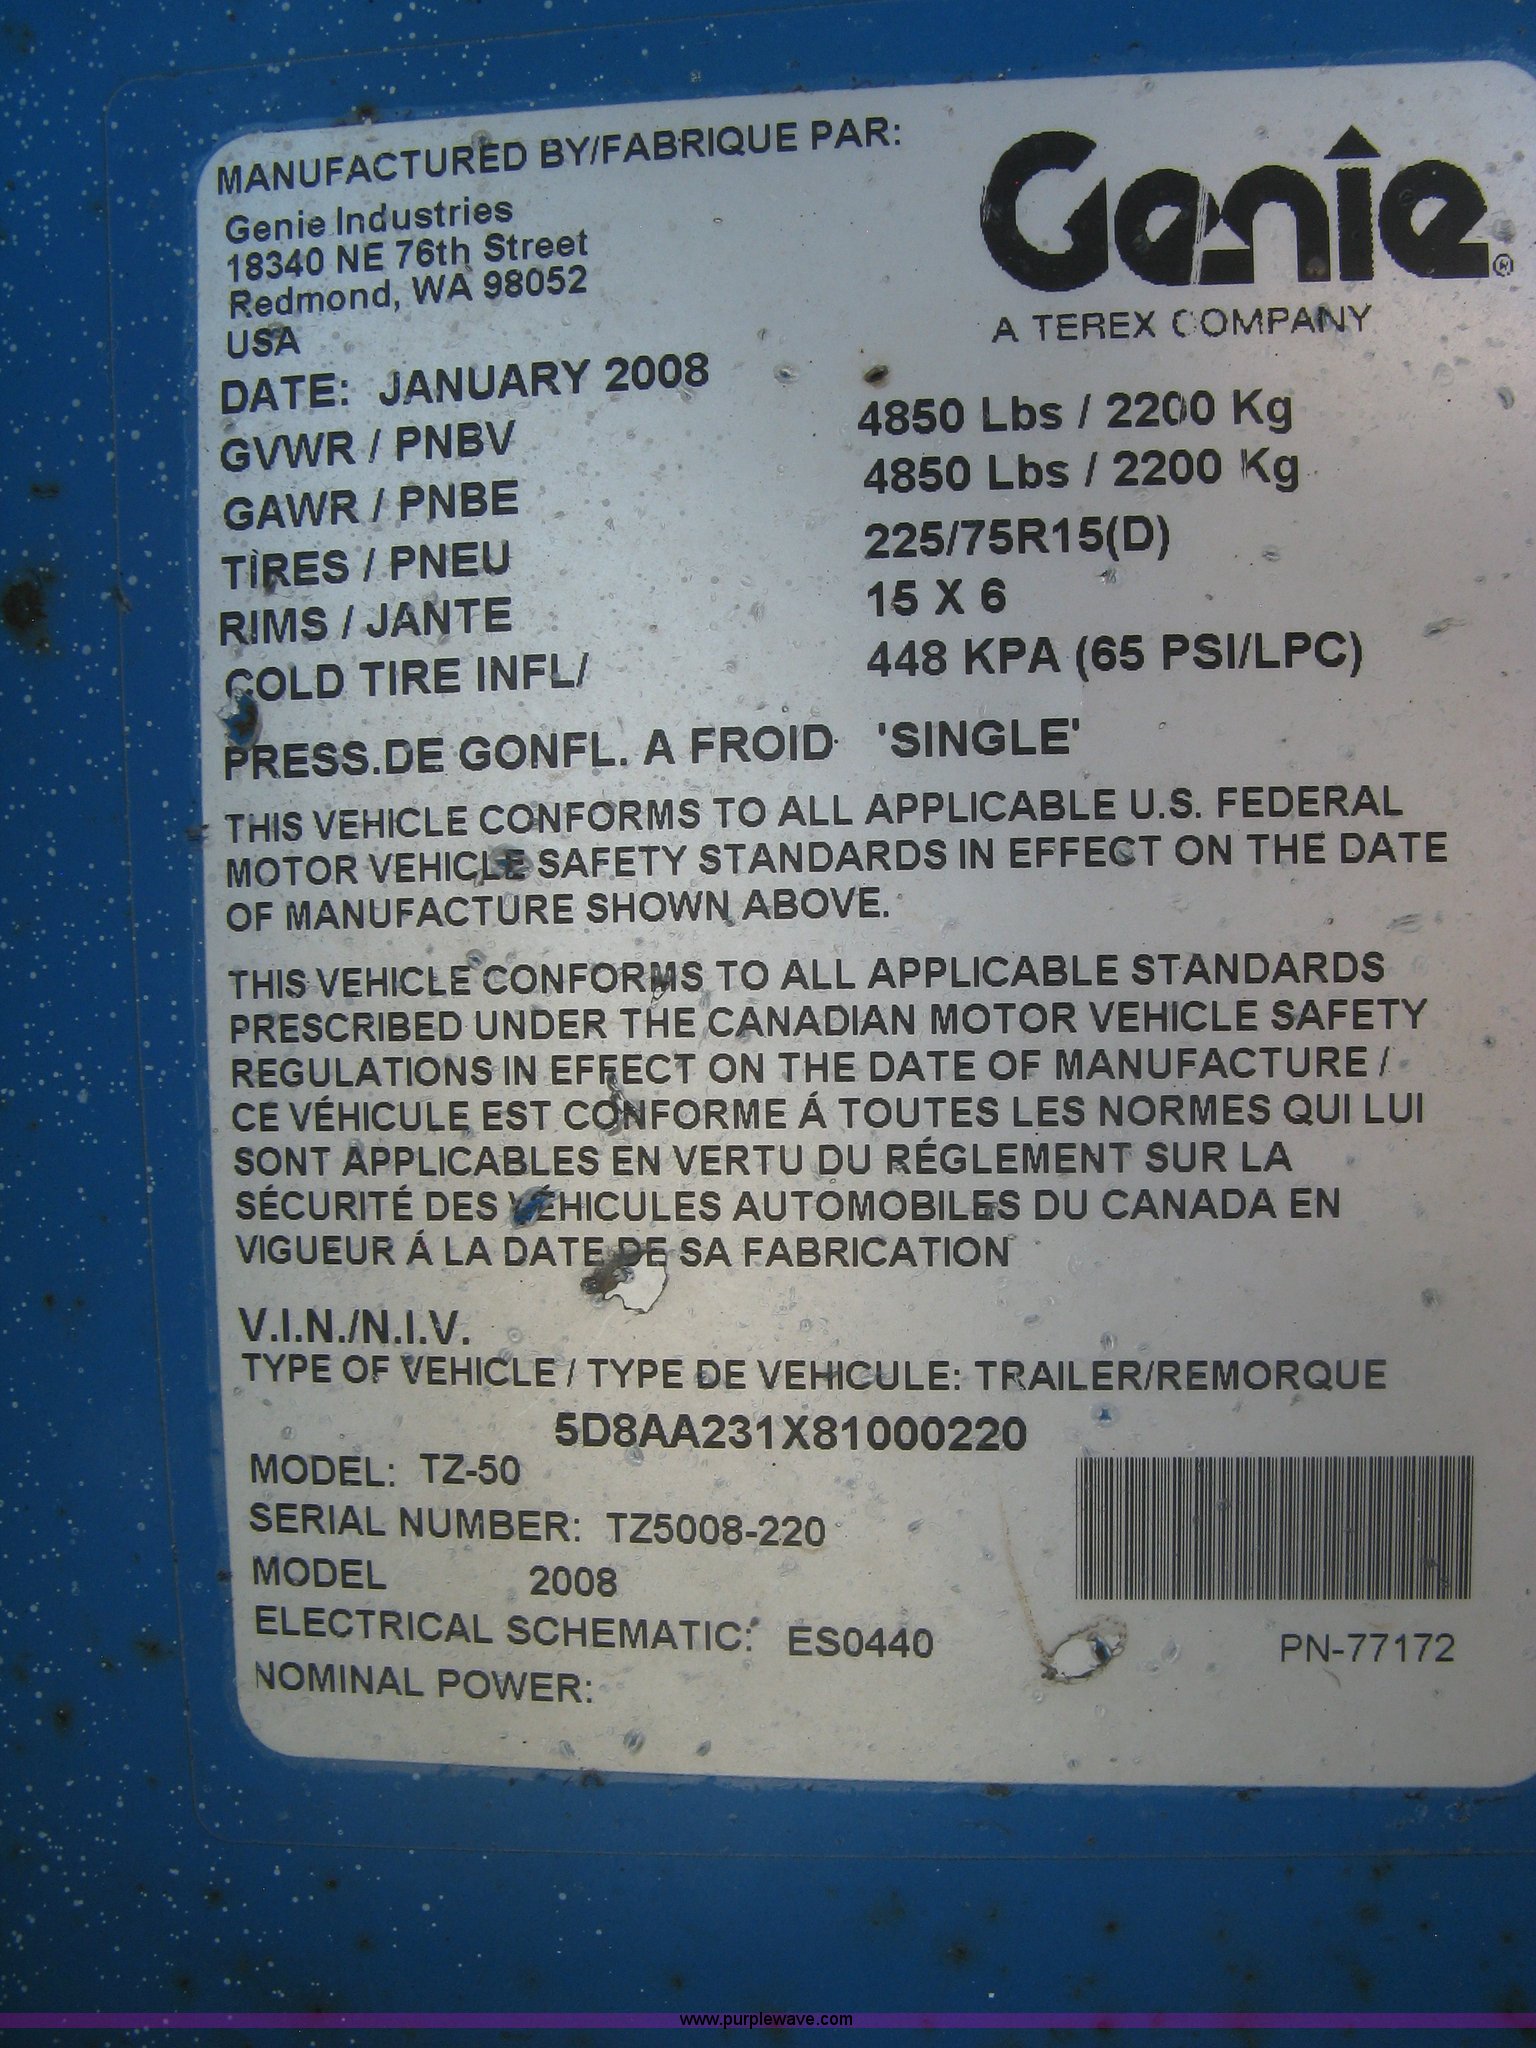 MANUFACTURED BY/FABRIQUE PAR:
Genie Industries
18340 NE 76th Street
Redmond, WA 98052
USA
Genie®
A TEREX COMPANY
DATE: JANUARY 2008
GVWR / PNBV 4850 Lbs / 2200 Kg
GAWR / PNBE 4850 Lbs / 2200 Kg
TIRES / PNEU 225/75R15(D)
RIMS / JANTE 15 X 6
COLD TIRE INFL/ 448 KPA (65 PSI/LPC)
PRESS.DE GONFL. A FROID 'SINGLE'
THIS VEHICLE CONFORMS TO ALL APPLICABLE U.S. FEDERAL
MOTOR VEHICLE SAFETY STANDARDS IN EFFECT ON THE DATE
OF MANUFACTURE SHOWN ABOVE.
THIS VEHICLE CONFORMS TO ALL APPLICABLE STANDARDS
PRESCRIBED UNDER THE CANADIAN MOTOR VEHICLE SAFETY
REGULATIONS IN EFFECT ON THE DATE OF MANUFACTURE /
CE VÉHICULE EST CONFORME Á TOUTES LES NORMES QUI LUI
SONT APPLICABLES EN VERTU DU RÉGLEMENT SUR LA
SÉCURITÉ DES VÉHICULES AUTOMOBILES DU CANADA EN
VIGUEUR Á LA DATE DE SA FABRICATION
V.I.N./N.I.V.
TYPE OF VEHICLE / TYPE DE VEHICULE: TRAILER/REMORQUE
5D8AA231X81000220
MODEL: TZ-50
SERIAL NUMBER: TZ5008-220
MODEL 2008
ELECTRICAL SCHEMATIC: ES0440
NOMINAL POWER:
PN-77172
www.purplewave.com